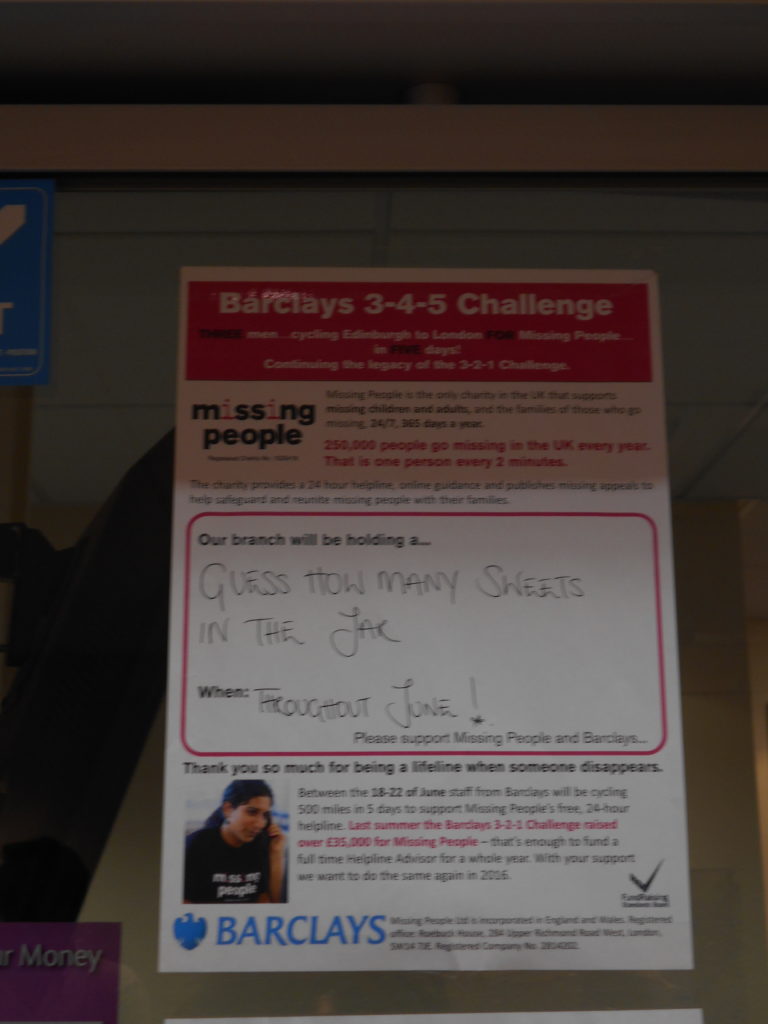 Barclays 3-4-5 Challenge
THREE men... cycling Edinburgh to London FOR Missing People...
in FIVE days!
Continuing the legacy of the 3-2-1 Challenge.
missing
people
Missing People is the only charity in the UK that supports
missing children and adults, and the families of those who go
missing, 24/7, 365 days a year.
250,000 people go missing in the UK every year.
That is one person every 2 minutes.
The charity provides a 24 hour helpline, online guidance and publishes missing appeals to
help safeguard and reunite missing people with their families.
Our branch will be holding a...
GUESS HOW MANY SWEETS
IN THE JAR
When: THROUGHOUT JUNE!
Please support Missing People and Barclays...
Thank you so much for being a lifeline when someone disappears.
Between the 18-22 of June staff from Barclays will be cycling
500 miles in 5 days to support Missing People's free, 24-hour
helpline. Last summer the Barclays 3-2-1 Challenge raised
over £35,000 for Missing People – that's enough to fund a
full time Helpline Advisor for a whole year. With your support
we want to do the same again in 2016.
missing
people
FundRaising
Standards Board
BARCLAYS
Missing People Ltd is incorporated in England and Wales. Registered
office: Roebuck House, 284 Upper Richmond Road West, London,
SW14 7JE. Registered Company No.
r Money
T